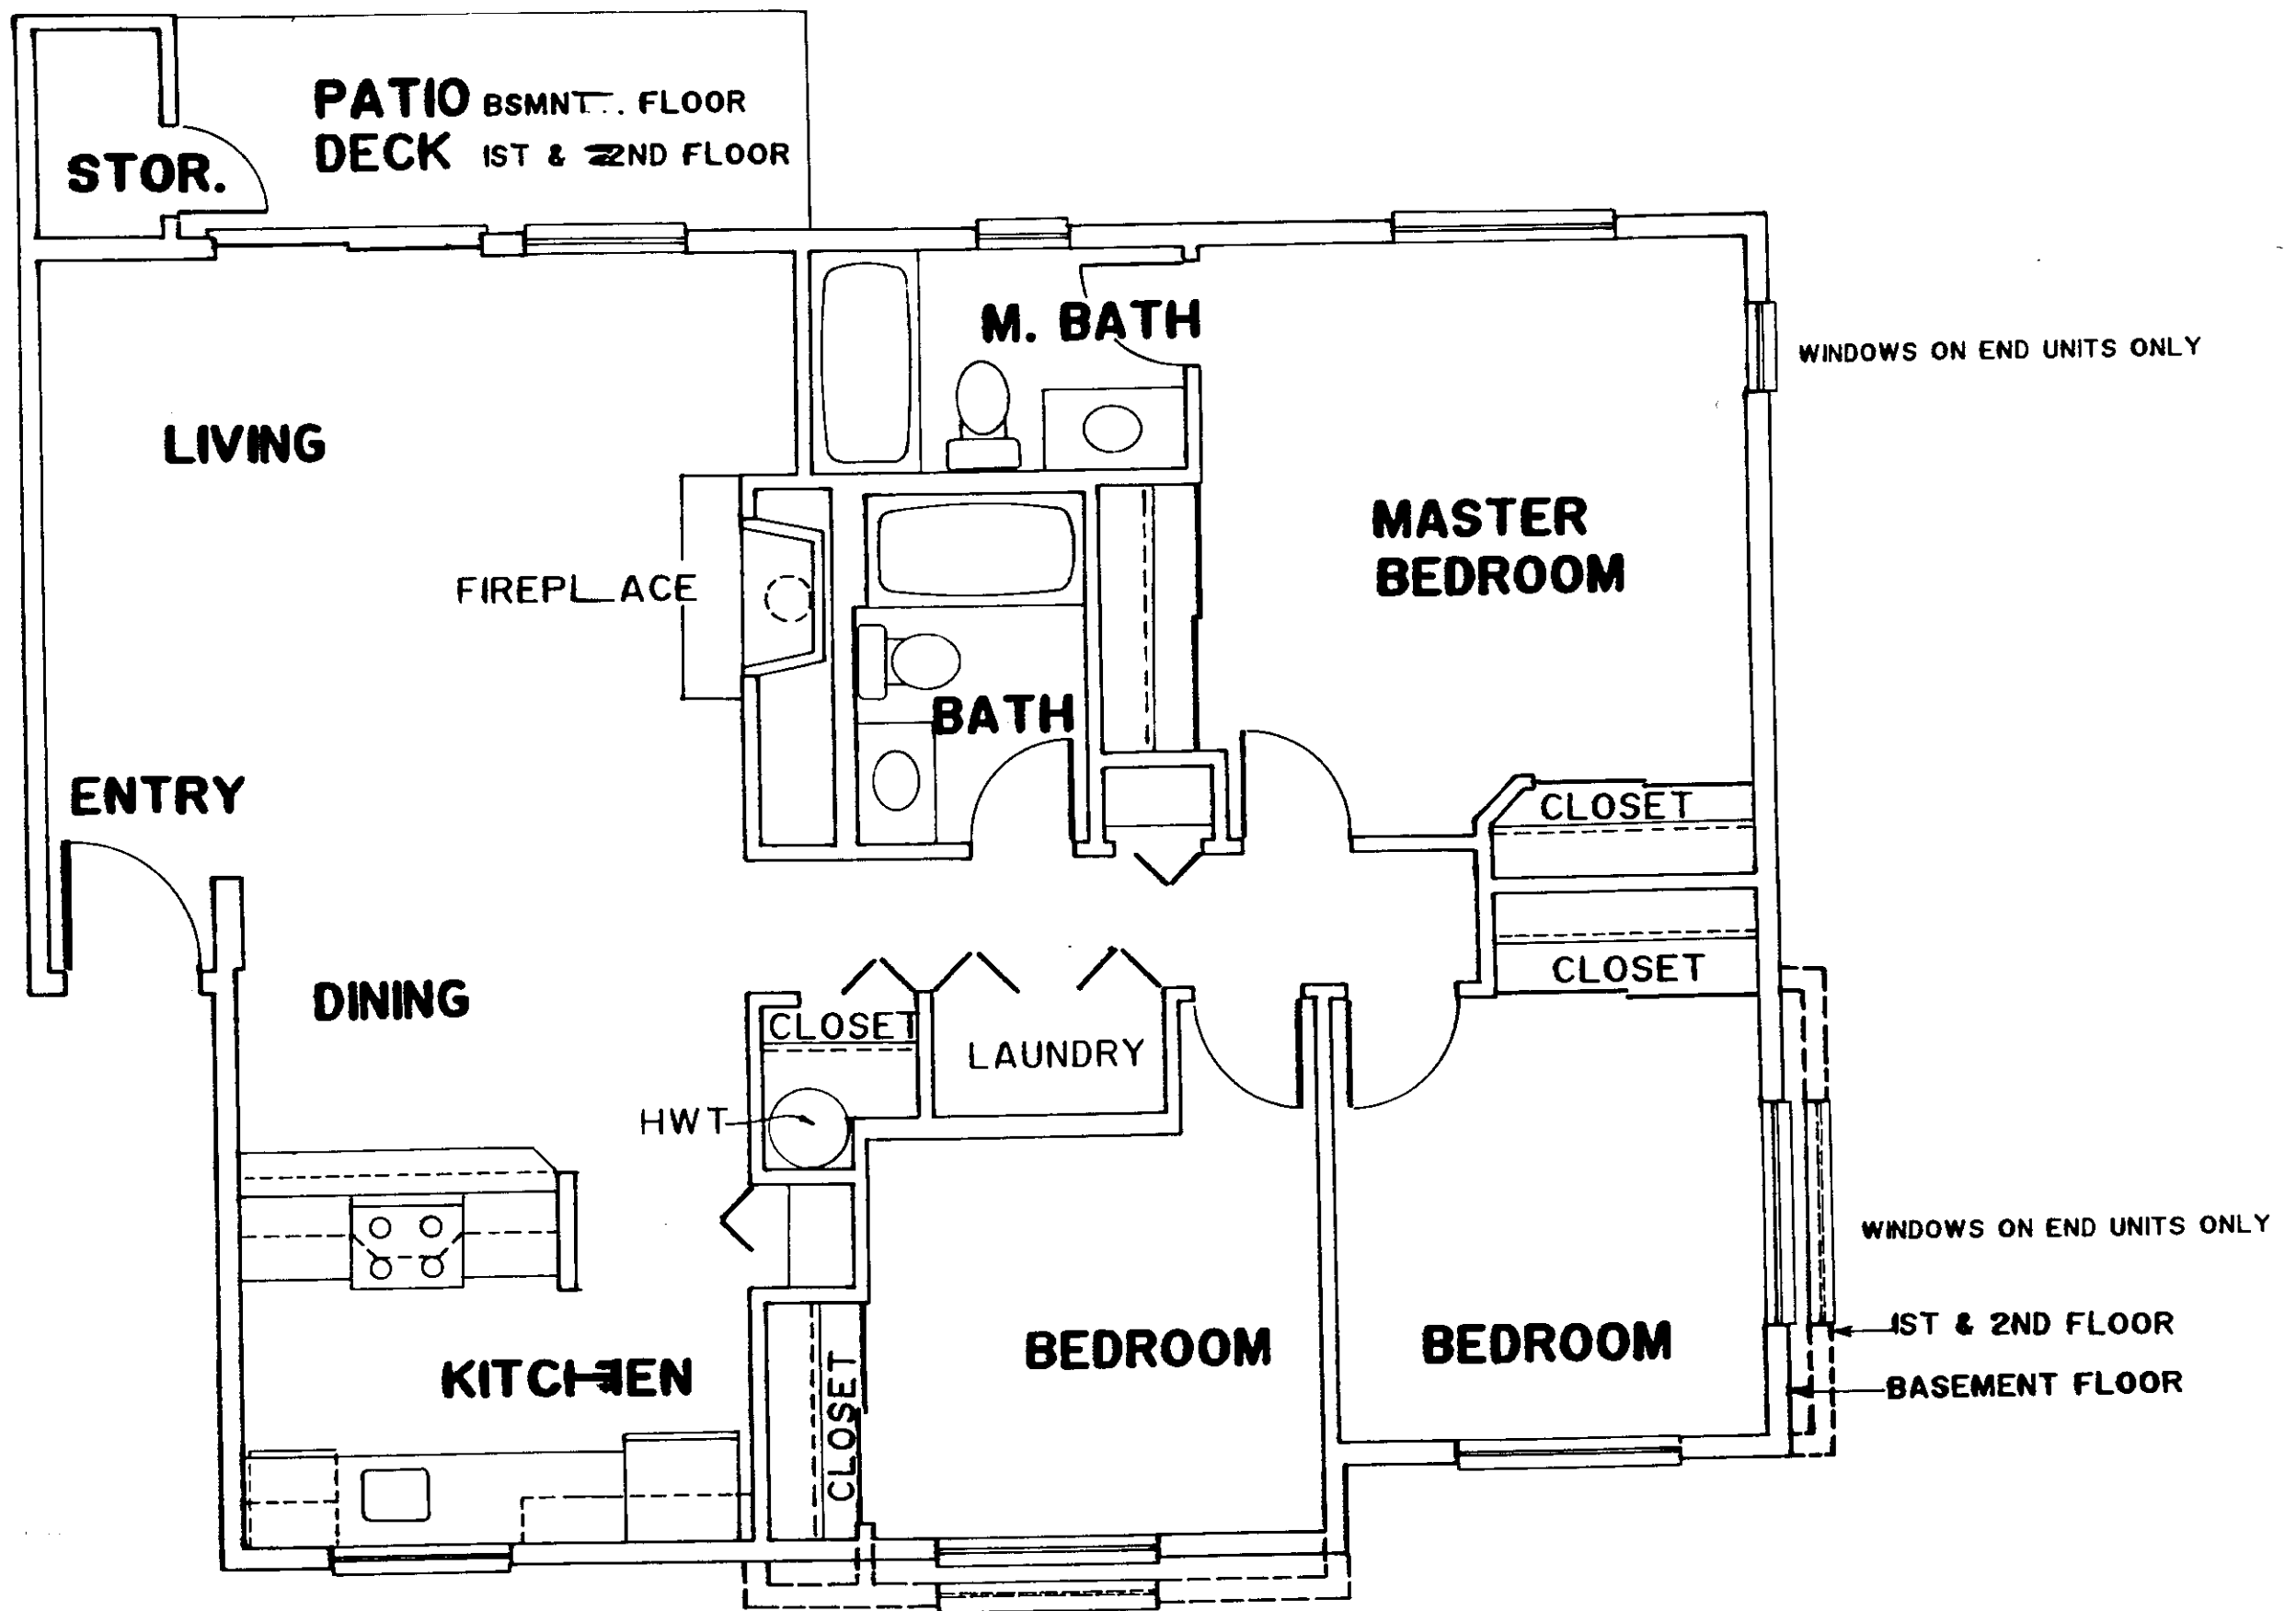 PATIO BSMNT. FLOOR
DECK 1ST & 2ND FLOOR
STOR.
M. BATH
WINDOWS ON END UNITS ONLY
LIVING
MASTER
BEDROOM
FIREPLACE
BATH
ENTRY
CLOSET
CLOSET
DINING
CLOSET
LAUNDRY
HWT
WINDOWS ON END UNITS ONLY
1ST & 2ND FLOOR
BEDROOM
BEDROOM
KITCHEN
CLOSET
BASEMENT FLOOR